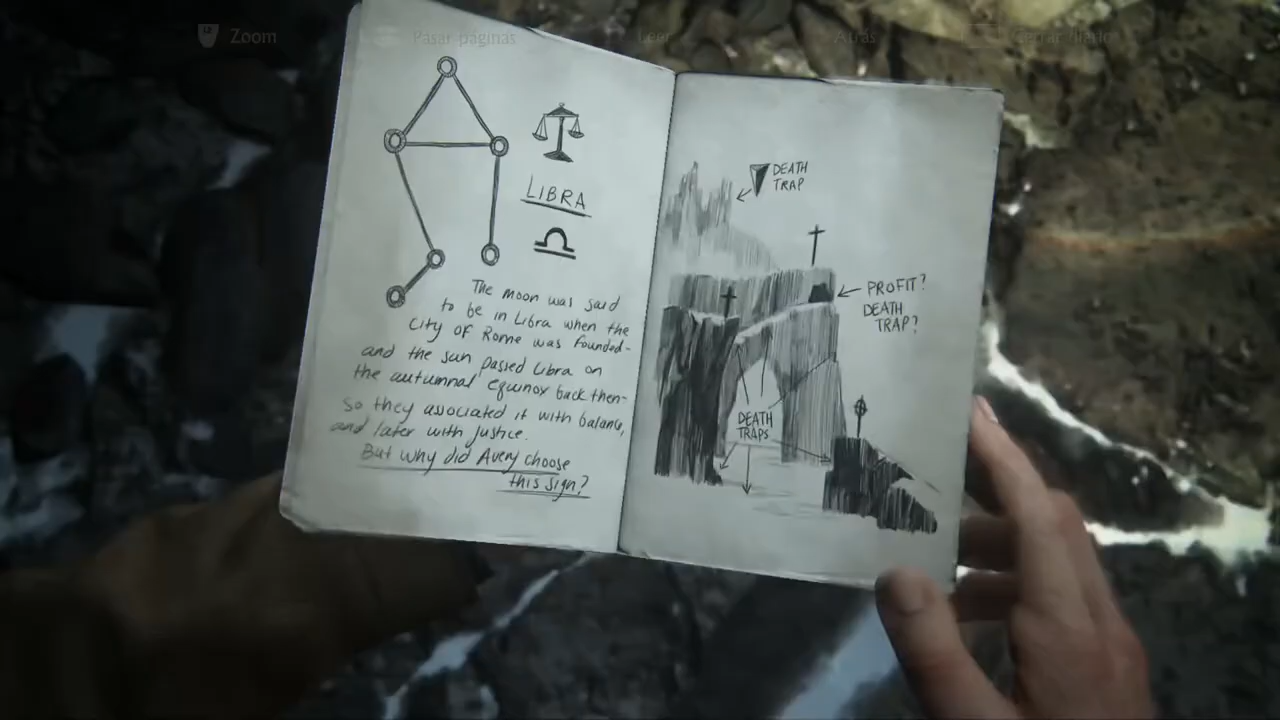 Zoom
Pasar páginas
Leer
Atrás
Cerrar diario
LIBRA
The moon was said
to be in Libra when the
City of Rome was founded-
and the sun passed Libra on
the autumnal equinox back then-
so they associated it with balance,
and later with justice.
But why did Avery choose
this sign?
DEATH
TRAP
PROFIT?
DEATH
TRAP?
DEATH
TRAPS